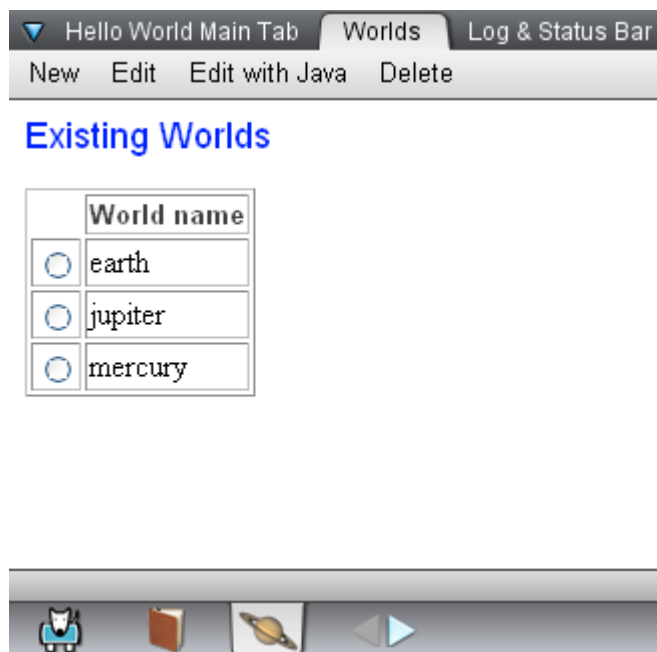 Hello World Main Tab Worlds Log & Status Bar
New Edit Edit with Java Delete
Existing Worlds
World name
earth
jupiter
mercury